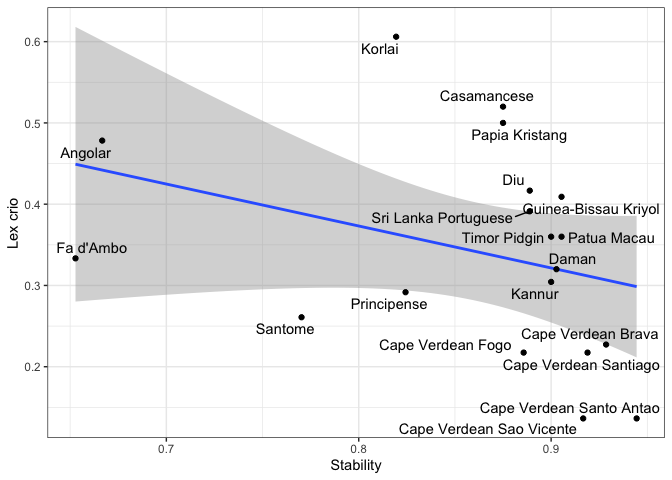 0.6
Korlai
Casamancese
0.5
Papia Kristang
Angolar
Diu
0.4
Guinea-Bissau Kriyol
Sri Lanka Portuguese
Lex crio
Timor Pidgin
Patua Macau
Fa d'Ambo
Daman
0.3
Kannur
Principense
Santome
Cape Verdean Brava
Cape Verdean Fogo
0.2
Cape Verdean Santiago
Cape Verdean Santo Antao
Cape Verdean Sao Vicente
0.7
0.8
0.9
Stability